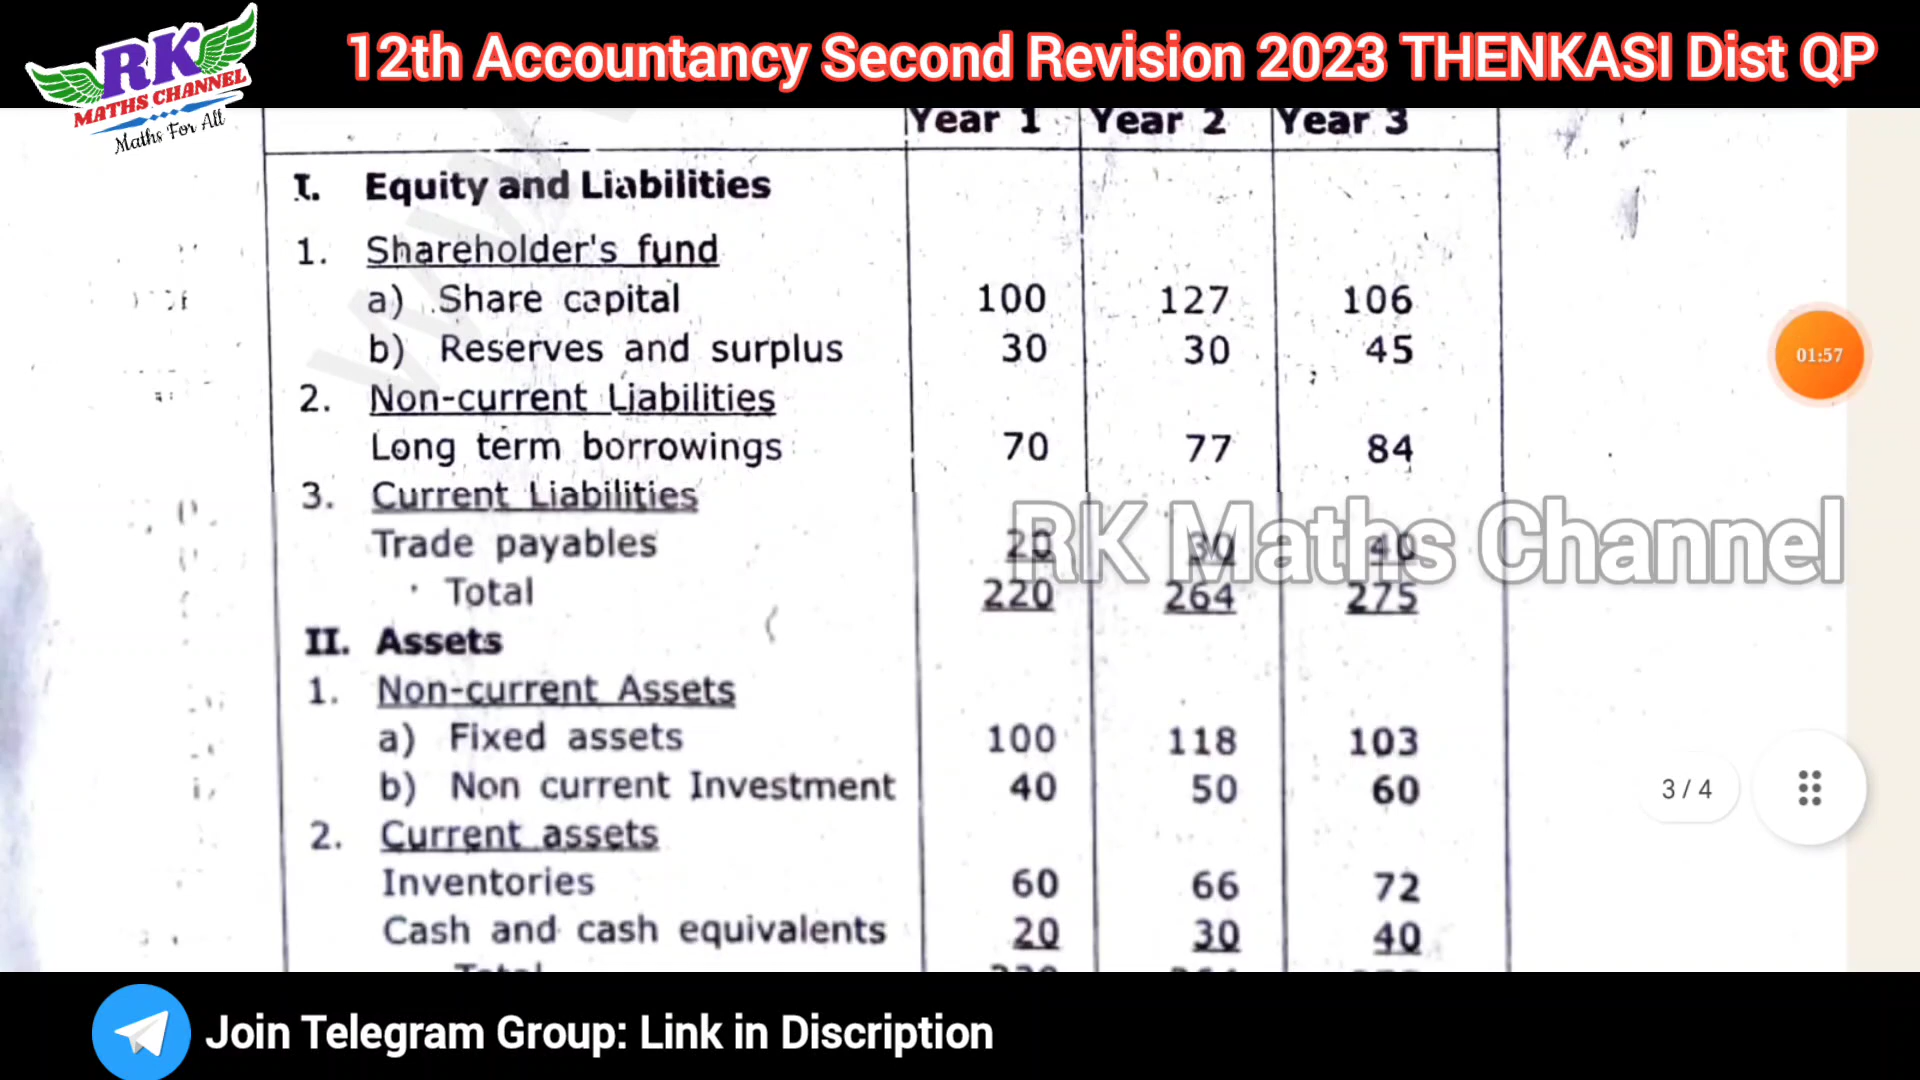 RK
MATHS CHANNEL
Maths For All
12th Accountancy Second Revision 2023 THENKASI Dist QP
Year 1 Year 2 Year 3
I. Equity and Liabilities
1. Shareholder's fund
a) Share capital 100 127 106
b) Reserves and surplus 30 30 45
01:57
2. Non-current Liabilities
Long term borrowings 70 77 84
3. Current Liabilities
Trade payables 20 30 40
RK Maths Channel
Total 220 264 275
II. Assets
1. Non-current Assets
a) Fixed assets 100 118 103
b) Non current Investment 40 50 60
3 / 4
2. Current assets
Inventories 60 66 72
Cash and cash equivalents 20 30 40
Join Telegram Group: Link in Discription